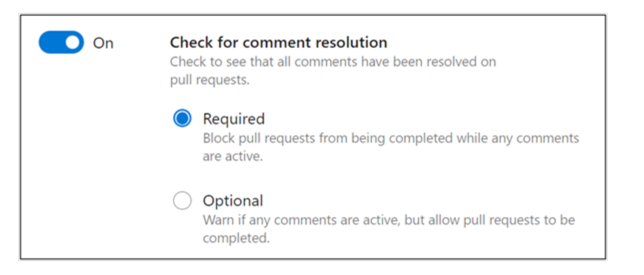 On
Check for comment resolution
Check to see that all comments have been resolved on
pull requests.
Required
Block pull requests from being completed while any comments
are active.
Optional
Warn if any comments are active, but allow pull requests to be
completed.